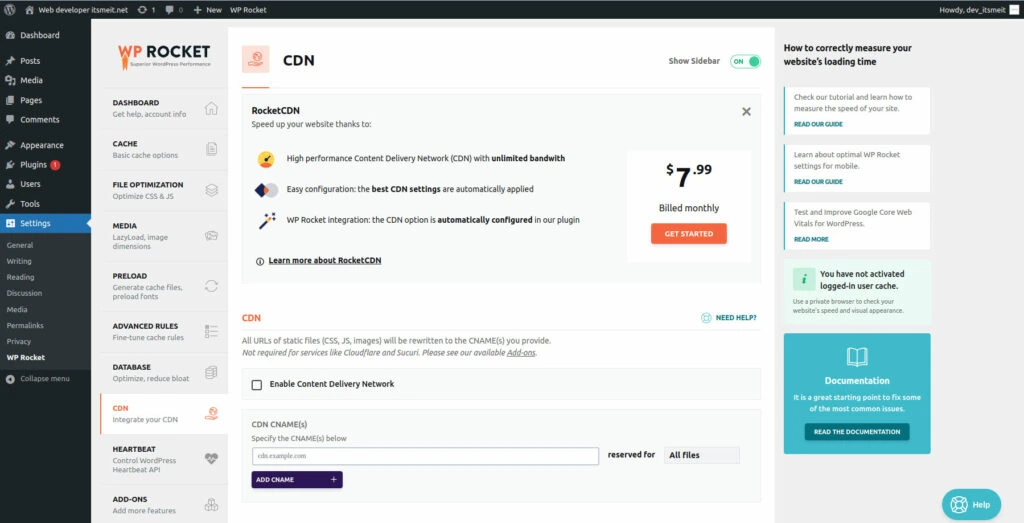 Web developer itsmeit.net 1 0 New WP Rocket Howdy, dev_itsmeit
Dashboard
Posts
Media
Pages
Comments
Appearance
Plugins 1
Users
Tools
Settings
General
Writing
Reading
Discussion
Media
Permalinks
Privacy
WP Rocket
Collapse menu
WP ROCKET
Superior WordPress Performance
DASHBOARD
Get help, account info
CACHE
Basic cache options
FILE OPTIMIZATION
Optimize CSS & JS
MEDIA
LazyLoad, image
dimensions
PRELOAD
Generate cache files,
preload fonts
ADVANCED RULES
Fine-tune cache rules
DATABASE
Optimize, reduce bloat
CDN
Integrate your CDN
HEARTBEAT
Control WordPress
Heartbeat API
ADD-ONS
Add more features
CDN
Show Sidebar ON
RocketCDN
Speed up your website thanks to:
High performance Content Delivery Network (CDN) with unlimited bandwith
Easy configuration: the best CDN settings are automatically applied
WP Rocket integration: the CDN option is automatically configured in our plugin
Learn more about RocketCDN
$7.99
Billed monthly
GET STARTED
CDN
NEED HELP?
All URLs of static files (CSS, JS, images) will be rewritten to the CNAME(s) you provide.
Not required for services like Cloudflare and Sucuri. Please see our available Add-ons.
Enable Content Delivery Network
CDN CNAME(s)
Specify the CNAME(s) below
cdn.example.com
reserved for All files
ADD CNAME +
How to correctly measure your
website's loading time
Check our tutorial and learn how to
measure the speed of your site.
READ OUR GUIDE
Learn about optimal WP Rocket
settings for mobile.
READ OUR GUIDE
Test and Improve Google Core Web
Vitals for WordPress.
READ MORE
You have not activated
logged-in user cache.
Use a private browser to check your
website's speed and visual appearance.
Documentation
It is a great starting point to fix some
of the most common issues.
READ THE DOCUMENTATION
Help